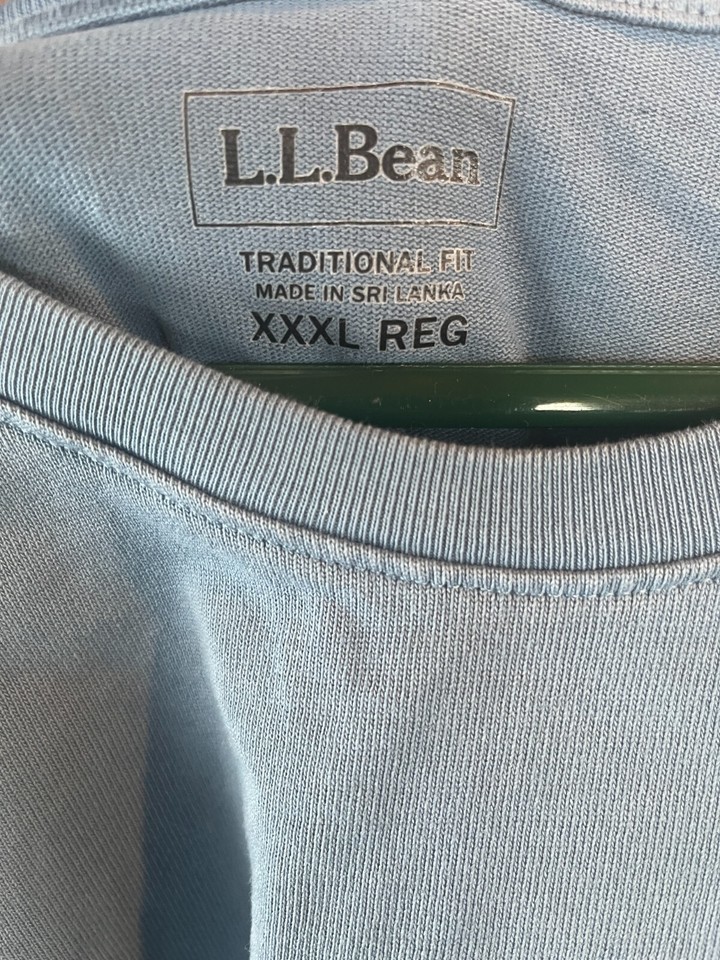 L.L.Bean
TRADITIONAL FIT
MADE IN SRI LANKA
XXXL REG